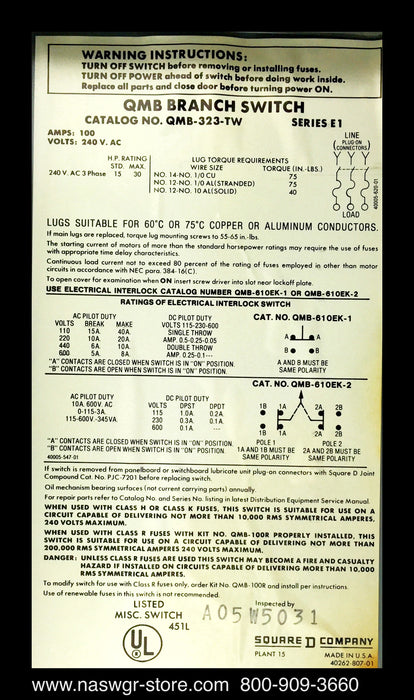 WARNING INSTRUCTIONS:
TURN OFF SWITCH before removing or installing fuses.
TURN OFF POWER ahead of switch before doing work inside.
Replace all parts and close door before turning power ON.
QMB BRANCH SWITCH
CATALOG NO. QMB-323-TW SERIES E1
AMPS: 100
VOLTS: 240 V. AC
LINE
(PLUG-ON CONNECTORS)
H.P. RATING
STD. MAX.
240 V. AC 3 Phase 15 30
LUG TORQUE REQUIREMENTS
WIRE SIZE TORQUE (IN.-LBS.)
NO. 14-NO. 1/0 CU 75
NO. 12-NO. 1/0 AL(STRANDED) 75
NO. 12-NO. 10 AL(SOLID) 40
LOAD
40005-620-01
LUGS SUITABLE FOR 60°C OR 75°C COPPER OR ALUMINUM CONDUCTORS.
If main lugs are replaced, torque lug mounting screws to 55-65 in.-lbs.
The starting current of motors of more than the standard horsepower ratings may require the use of fuses
with appropriate time delay characteristics.
Continuous load current not to exceed 80 percent of the rating of fuses employed in other than motor
circuits in accordance with NEC para. 384-16(C).
To open cover for examination when ON insert screw driver into slot near lockoff plate.
USE ELECTRICAL INTERLOCK CATALOG NUMBER QMB-610EK-1 OR QMB-610EK-2
RATINGS OF ELECTRICAL INTERLOCK SWITCH
AC PILOT DUTY
VOLTS BREAK MAKE
110 15A. 40A.
220 10A. 20A.
440 6A. 10A.
600 5A. 8A.
DC PILOT DUTY
VOLTS 115-230-600
SINGLE THROW
AMP. 0.5-0.25-0.05
DOUBLE THROW
AMP. 0.25-0.1---
CAT. NO. QMB-610EK-1
A A
B B
"A" CONTACTS ARE CLOSED WHEN SWITCH IS IN "ON" POSITION.
"B" CONTACTS ARE OPEN WHEN SWITCH IS IN "ON" POSITION.
A AND B MUST BE
SAME POLARITY
CAT. NO. QMB-610EK-2
AC PILOT DUTY
10A. 600V. AC
0-115-3A.
115-600V.-345VA.
DC PILOT DUTY
VOLTS DPST DPDT
115 1.0A 0.2A
230 0.3A 0.1A
600 0.1A ---
1B 1A 2A 2B
1B 1A 2A 2B
"A" CONTACTS ARE CLOSED WHEN SWITCH IS IN "ON" POSITION.
"B" CONTACTS ARE OPEN WHEN SWITCH IS IN "ON" POSITION.
40005-547-01
POLE 1
1A AND 1B MUST BE
SAME POLARITY
POLE 2
2A AND 2B MUST BE
SAME POLARITY
If switch is removed from panelboard or switchboard lubricate unit plug-on connectors with Square D Joint
Compound Cat. No. PJC-7201 before replacing switch.
Oil mechanism bearing surfaces (not current carrying parts) annually.
For repair parts refer to Catalog No. and Series No. listing in latest Distribution Equipment Service Manual.
WHEN USED WITH CLASS H OR CLASS K FUSES, THIS SWITCH IS SUITABLE FOR USE ON A
CIRCUIT CAPABLE OF DELIVERING NOT MORE THAN 10,000 RMS SYMMETRICAL AMPERES,
240 VOLTS MAXIMUM.
WHEN USED WITH CLASS R FUSES WITH KIT NO. QMB-100R PROPERLY INSTALLED, THIS
SWITCH IS SUITABLE FOR USE ON A CIRCUIT CAPABLE OF DELIVERING NOT MORE THAN
200,000 RMS SYMMETRICAL AMPERES 240 VOLTS MAXIMUM.
DANGER: UNLESS CLASS R FUSES ARE USED THIS SWITCH MAY BECOME A FIRE AND CASUALTY
HAZARD IF INSTALLED ON CIRCUITS CAPABLE OF DELIVERING MORE THAN 10,000
RMS SYMMETRICAL AMPERES.
To modify switch for use with Class R fuses only, order Kit No. QMB-100R and install per instructions.
Use of renewable fuses in this switch is not recommended.
LISTED
MISC. SWITCH
451L
UL
A05W5031
Inspected by
SQUARE D COMPANY
PLANT 15 MADE IN U.S.A.
40262-807-01
www.naswgr-store.com 800-909-3660